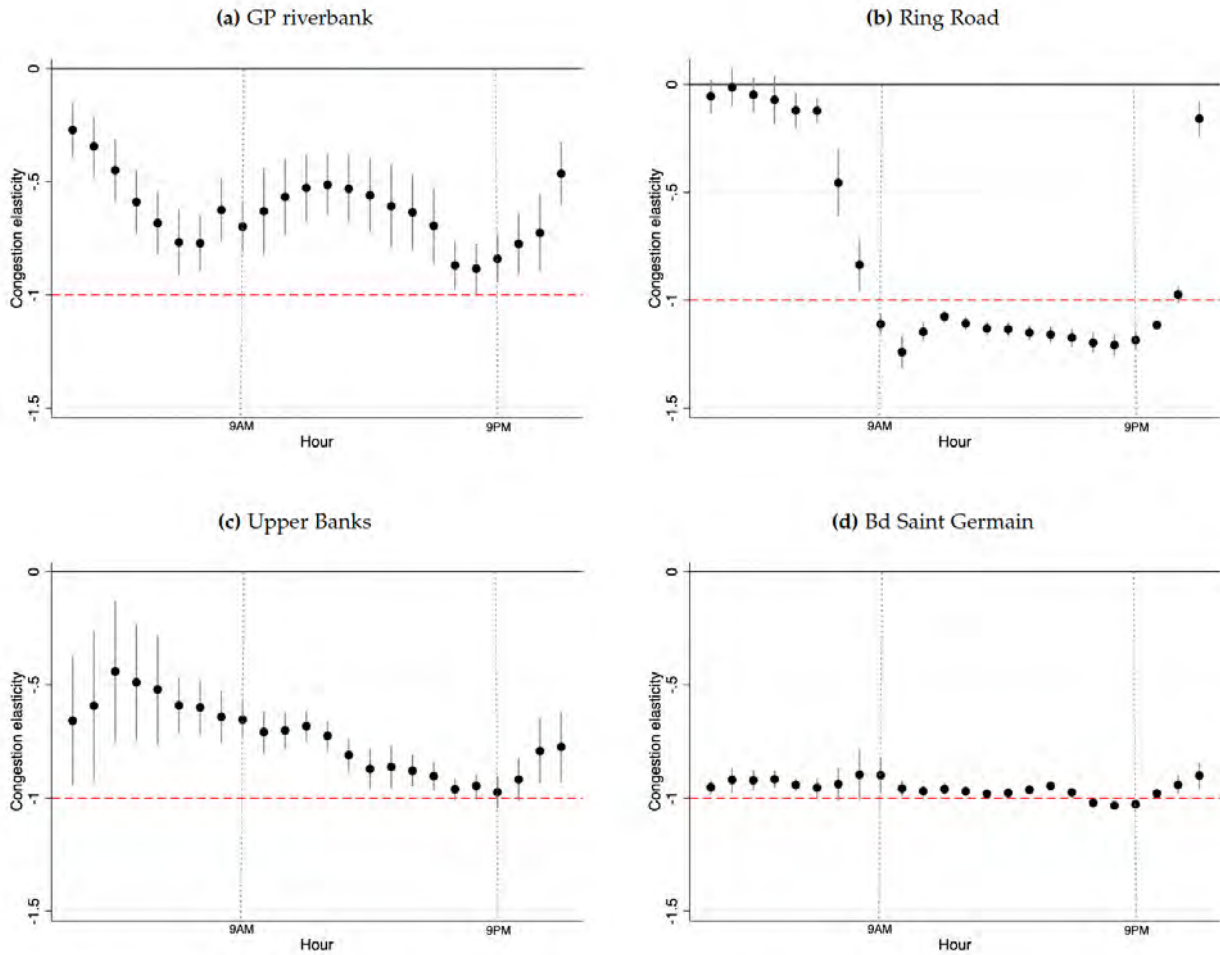 (a) GP riverbank
(b) Ring Road
0
-.5
-1
-1.5
Congestion elasticity
9AM
9PM
Hour
0
-.5
-1
-1.5
Congestion elasticity
9AM
9PM
Hour
(c) Upper Banks
(d) Bd Saint Germain
0
-.5
-1
-1.5
Congestion elasticity
9AM
9PM
Hour
0
-.5
-1
-1.5
Congestion elasticity
9AM
9PM
Hour